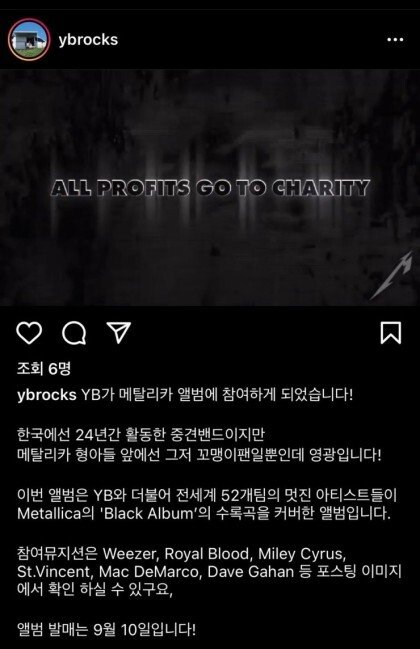 ybrocks
ALL PROFITS GO TO CHARITY
조회 6명
ybrocks YB가 메탈리카 앨범에 참여하게 되었습니다!
한국에선 24년간 활동한 중견밴드이지만
메탈리카 형아들 앞에선 그저 꼬맹이팬일뿐인데 영광입니다!
이번 앨범은 YB와 더불어 전세계 52개팀의 멋진 아티스트들이
Metallica의 'Black Album’의 수록곡을 커버한 앨범입니다.
참여뮤지션은 Weezer, Royal Blood, Miley Cyrus,
St.Vincent, Mac DeMarco, Dave Gahan 등 포스팅 이미지
에서 확인 하실 수 있구요,
앨범 발매는 9월 10일입니다!